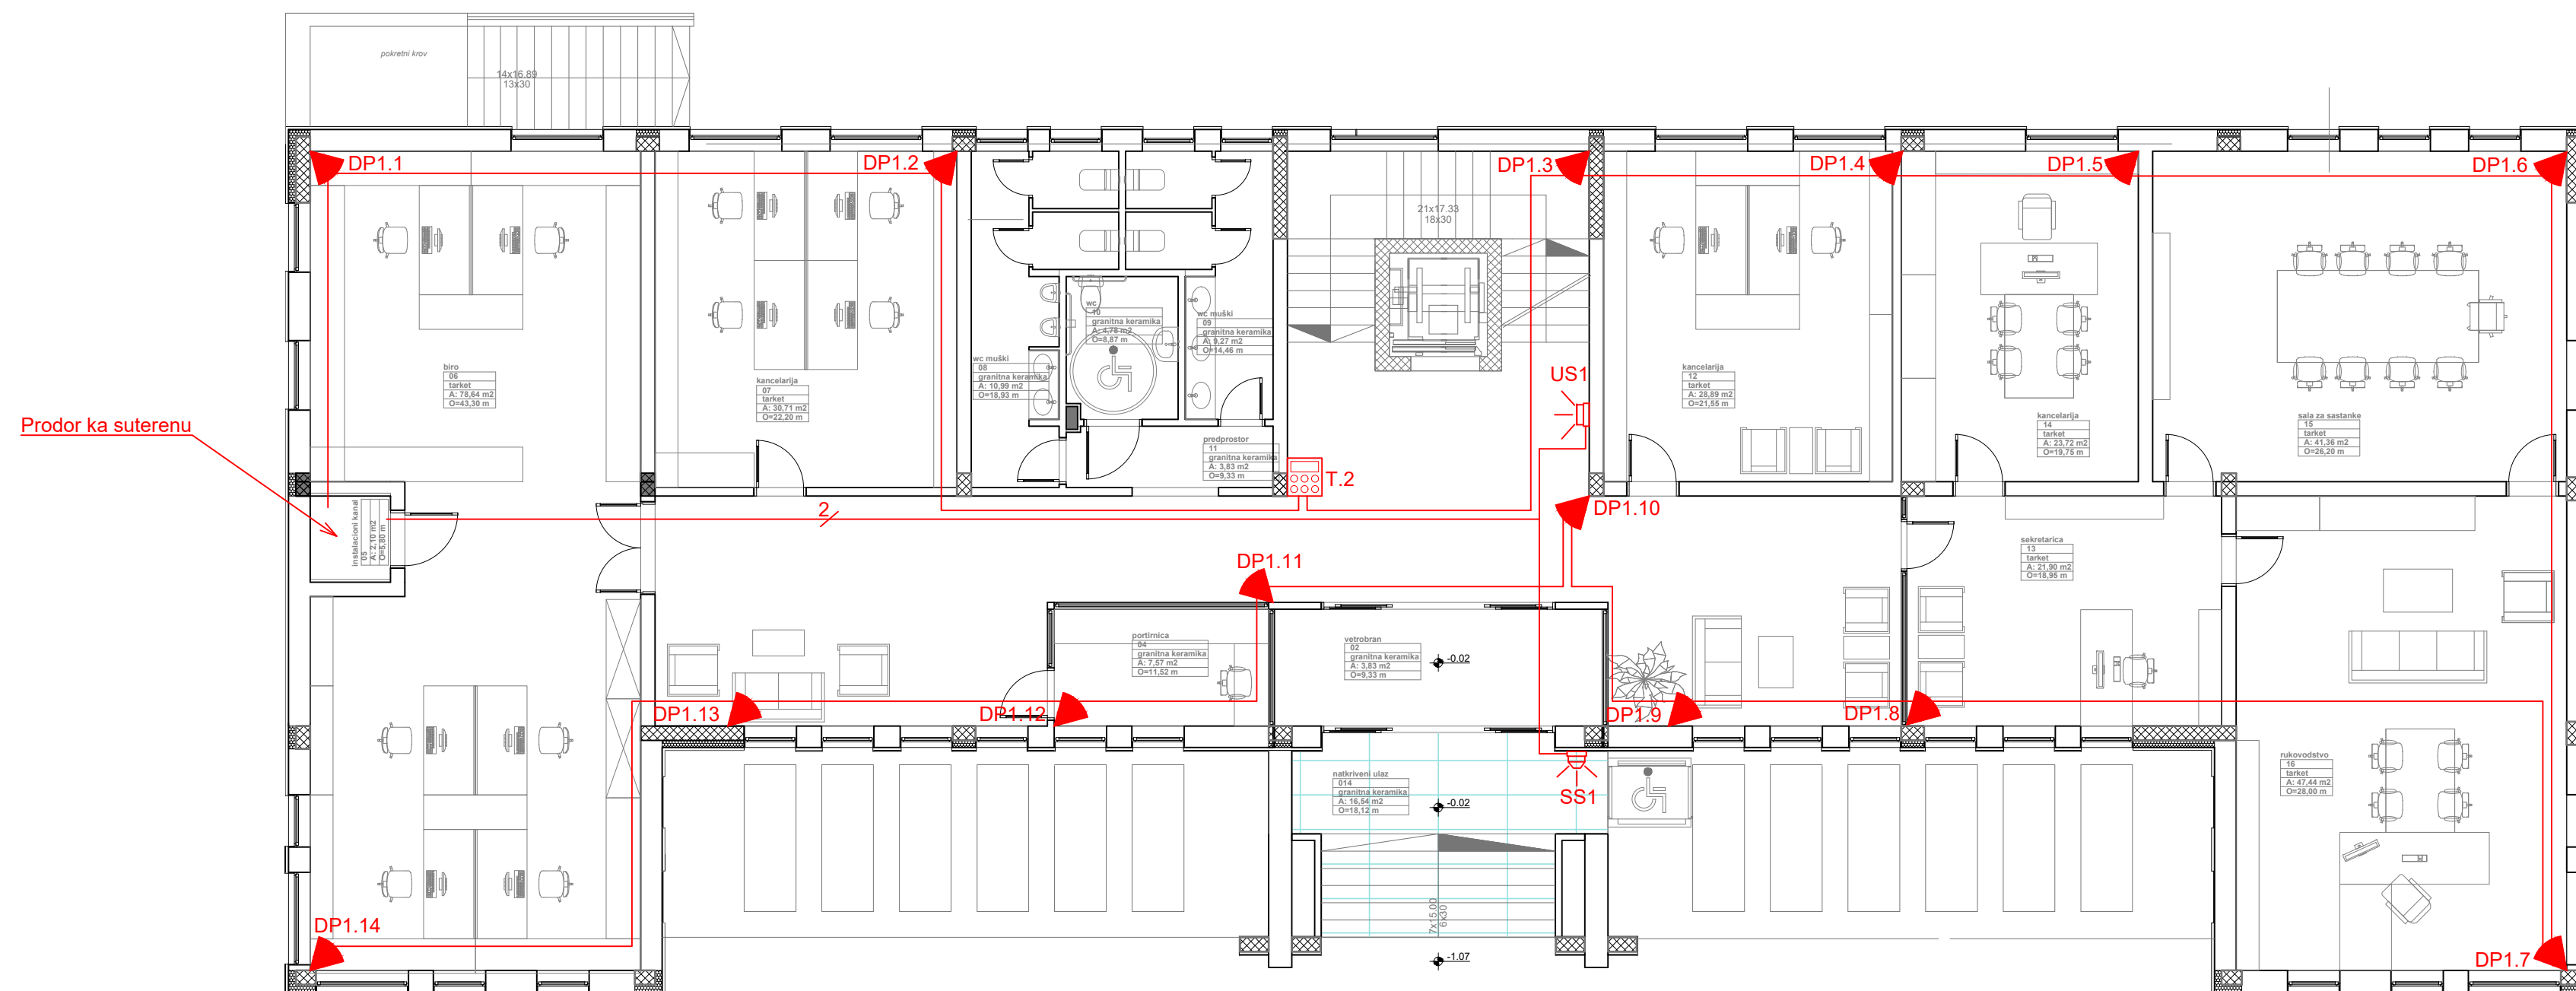 pokretni krov
14x16.89
13x30
DP1.1
DP1.2
DP1.3
DP1.4
DP1.5
DP1.6
21x17.33
18x30
wc
10
granitna keramika
A: 4,78 m2
O=8,87 m
wc muški
09
granitna keramika
A: 9,27 m2
O=14,46 m
wc muški
08
granitna keramika
A: 10,99 m2
O=18,93 m
biro
06
tarket
A: 78,64 m2
O=43,30 m
kancelarija
07
tarket
A: 30,71 m2
O=22,20 m
US1
kancelarija
12
tarket
A: 28,89 m2
O=21,55 m
kancelarija
14
tarket
A: 23,72 m2
O=19,75 m
sala za sastanke
15
tarket
A: 41,36 m2
O=26,20 m
Prodor ka suterenu
predprostor
11
granitna keramika
A: 3,83 m2
O=9,33 m
T.2
2
DP1.10
instalacioni kanal
05
A: 2,10 m2
O=5,80 m
DP1.11
sekretarica
13
tarket
A: 21,90 m2
O=18,95 m
portirnica
04
granitna keramika
A: 7,57 m2
O=11,52 m
vetrobran
02
granitna keramika
A: 3,83 m2
O=9,33 m
-0.02
DP1.13
DP1.12
DP1.9
DP1.8
natkriveni ulaz
014
granitna keramika
A: 16,54 m2
O=18,12 m
-0.02
SS1
rukovodstvo
16
tarket
A: 47,44 m2
O=28,00 m
7x15.00
6x30
DP1.14
-1.07
DP1.7